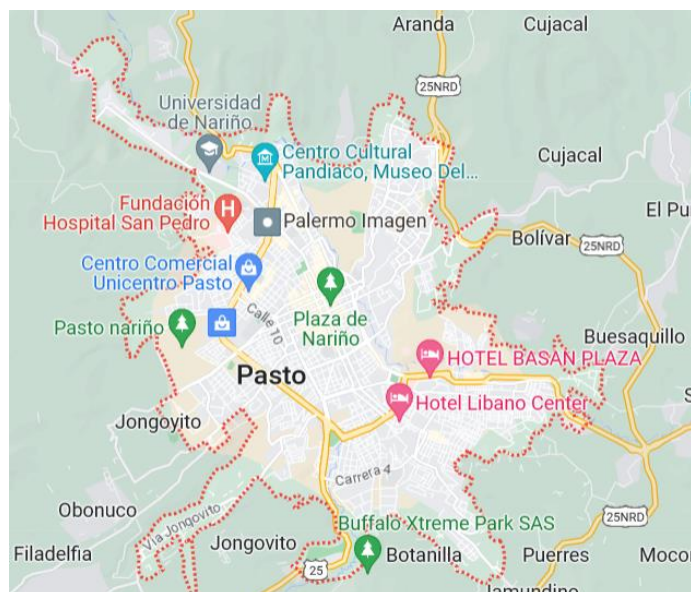 Aranda
Cujacal
25NRD
Universidad
de Nariño
Centro Cultural
Pandiaco, Museo Del...
Cujacal
Fundación
Hospital San Pedro
Palermo Imagen
El Pu
Bolívar
25NRD
Centro Comercial
Unicentro Pasto
Calle 10
Plaza de
Nariño
Pasto nariño
Buesaquillo
HOTEL BASAN PLAZA
Pasto
Hotel Libano Center
Jongoyito
Carrera 4
Obonuco
Via Jongovito
25NRD
Buffalo Xtreme Park SAS
Filadelfia
Jongovito
Botanilla
Puerres
Moco
25
Jamundino